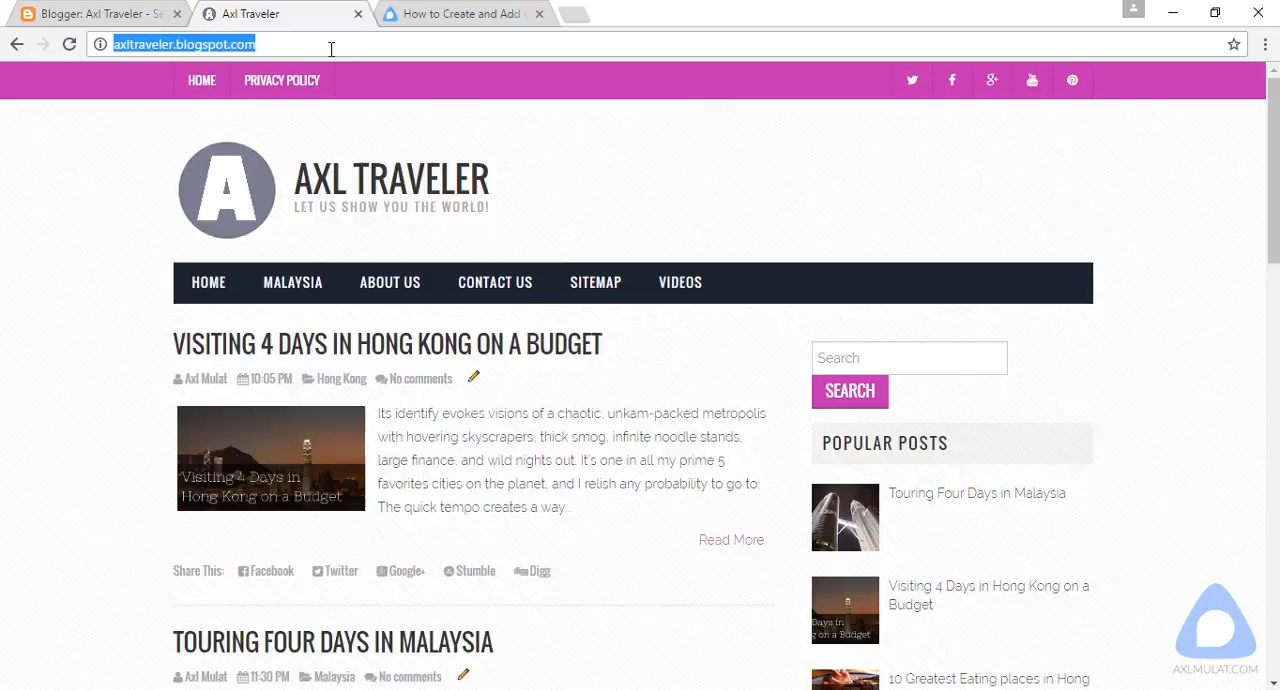 Blogger: Axl Traveler - Se
Axl Traveler
How to Create and Add
axltraveler.blogspot.com
HOME
PRIVACY POLICY
A
AXL TRAVELER
LET US SHOW YOU THE WORLD!
HOME
MALAYSIA
ABOUT US
CONTACT US
SITEMAP
VIDEOS
VISITING 4 DAYS IN HONG KONG ON A BUDGET
Axl Mulat
10:05 PM
Hong Kong
No comments
Visiting 4 Days in
Hong Kong on a Budget
Its identify evokes visions of a chaotic, unkam-packed metropolis
with hovering skyscrapers, thick smog, infinite noodle stands,
large finance, and wild nights out. It's one in all my prime 5
favorites cities on the planet, and I relish any probability to go to.
The quick tempo creates a way...
Read More
Share This:
Facebook
Twitter
Google+
Stumble
Digg
TOURING FOUR DAYS IN MALAYSIA
Axl Mulat
11:30 PM
Malaysia
No comments
Search
SEARCH
POPULAR POSTS
Touring Four Days in Malaysia
Days in
g on a Budget
Visiting 4 Days in Hong Kong on a
Budget
10 Greatest Eating places in Hong
AXLMULAT.COM